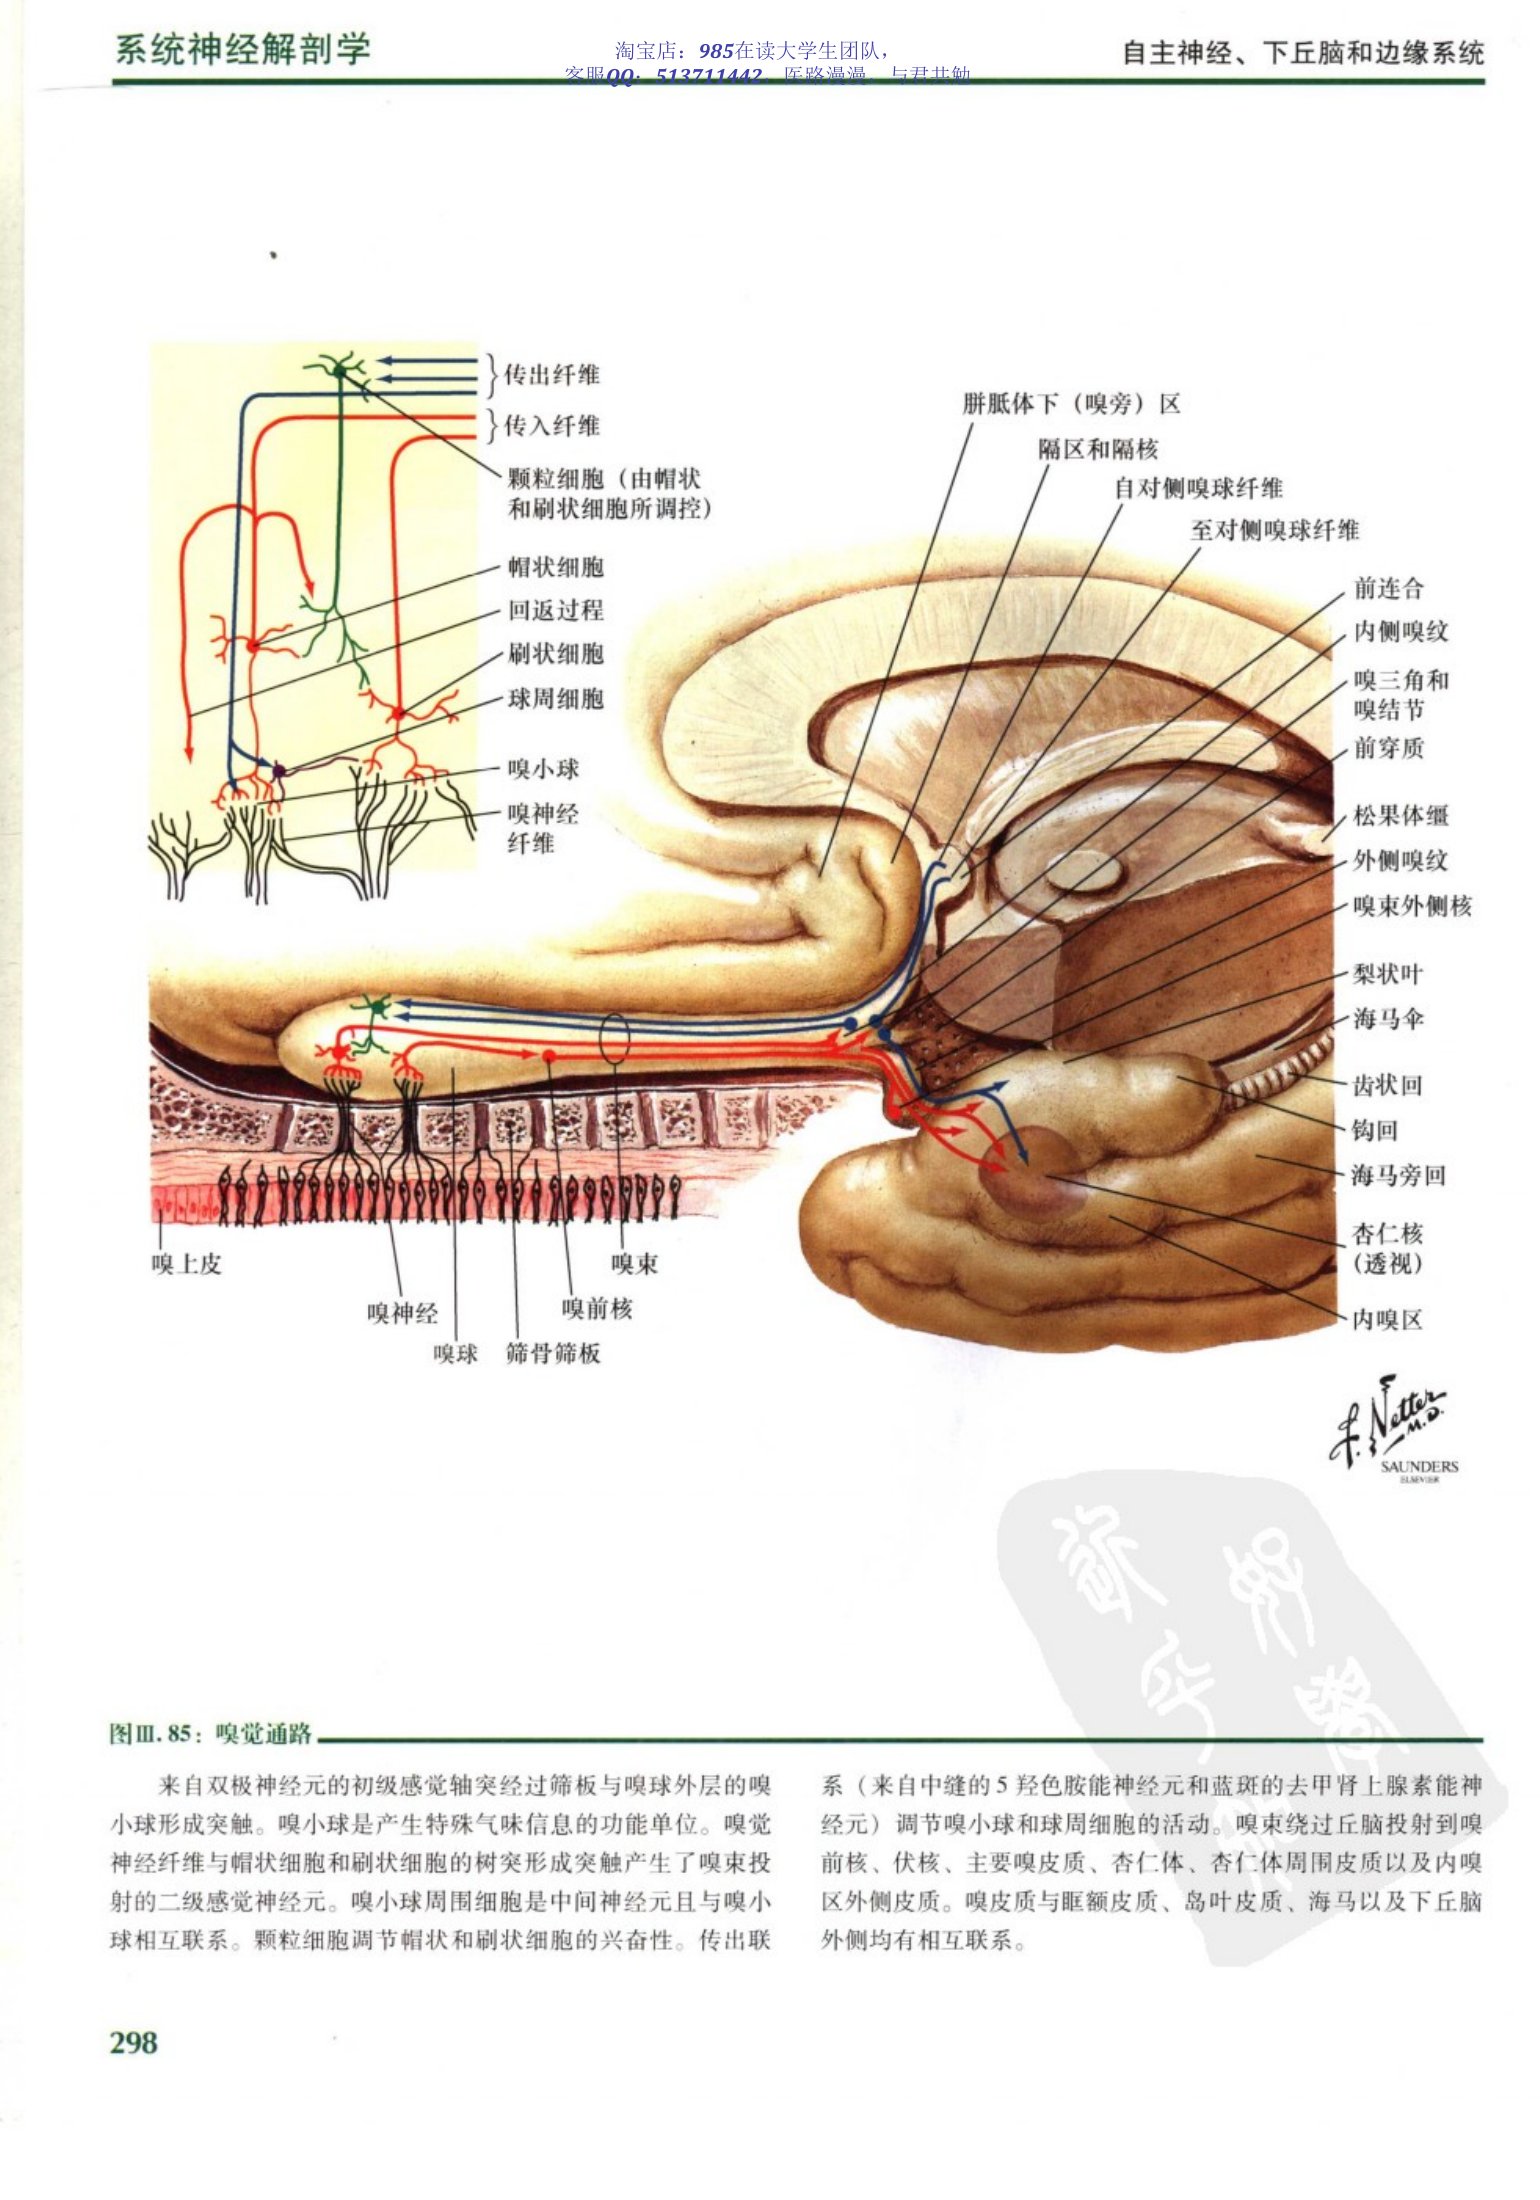 系统神经解剖学
淘宝店：985在读大学生团队，
客服QQ：513711442，医路漫漫，与君共勉
自主神经、下丘脑和边缘系统
传出纤维
传入纤维
颗粒细胞（由帽状
和刷状细胞所调控）
帽状细胞
回返过程
刷状细胞
球周细胞
嗅小球
嗅神经
纤维
胼胝体下（嗅旁）区
隔区和隔核
自对侧嗅球纤维
至对侧嗅球纤维
前连合
内侧嗅纹
嗅三角和
嗅结节
前穿质
松果体缰
外侧嗅纹
嗅束外侧核
梨状叶
海马伞
齿状回
钩回
海马旁回
杏仁核
（透视）
内嗅区
嗅上皮
嗅神经
嗅球
筛骨筛板
嗅前核
嗅束
F. Netter
M.D.
SAUNDERS
ELSEVIER
图Ⅲ.85：嗅觉通路
来自双极神经元的初级感觉轴突经过筛板与嗅球外层的嗅
小球形成突触。嗅小球是产生特殊气味信息的功能单位。嗅觉
神经纤维与帽状细胞和刷状细胞的树突形成突触产生了嗅束投
射的二级感觉神经元。嗅小球周围细胞是中间神经元且与嗅小
球相互联系。颗粒细胞调节帽状和刷状细胞的兴奋性。传出联
系（来自中缝的5羟色胺能神经元和蓝斑的去甲肾上腺素能神
经元）调节嗅小球和球周细胞的活动。嗅束绕过丘脑投射到嗅
前核、伏核、主要嗅皮质、杏仁体、杏仁体周围皮质以及内嗅
区外侧皮质。嗅皮质与眶额皮质、岛叶皮质、海马以及下丘脑
外侧均有相互联系。
298